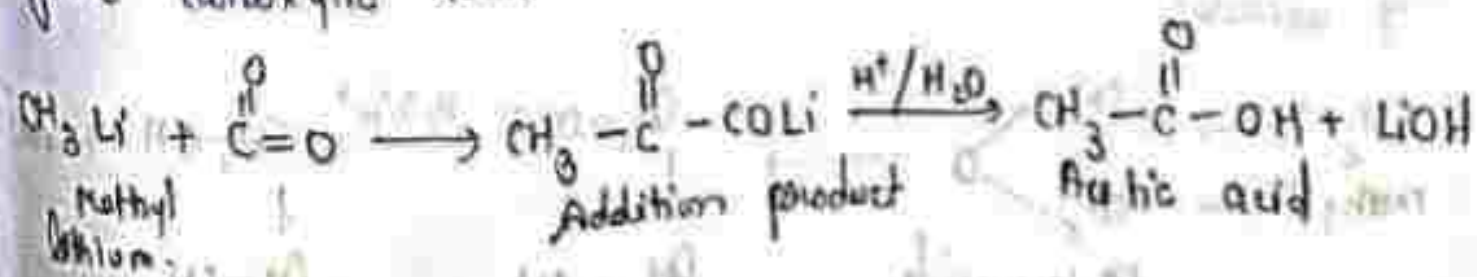 CH3Li + C=O → CH3-C-COLi H+/H2O → CH3-C-OH + LiOH
O O O
Methyl Addition product Acetic acid
lithium.